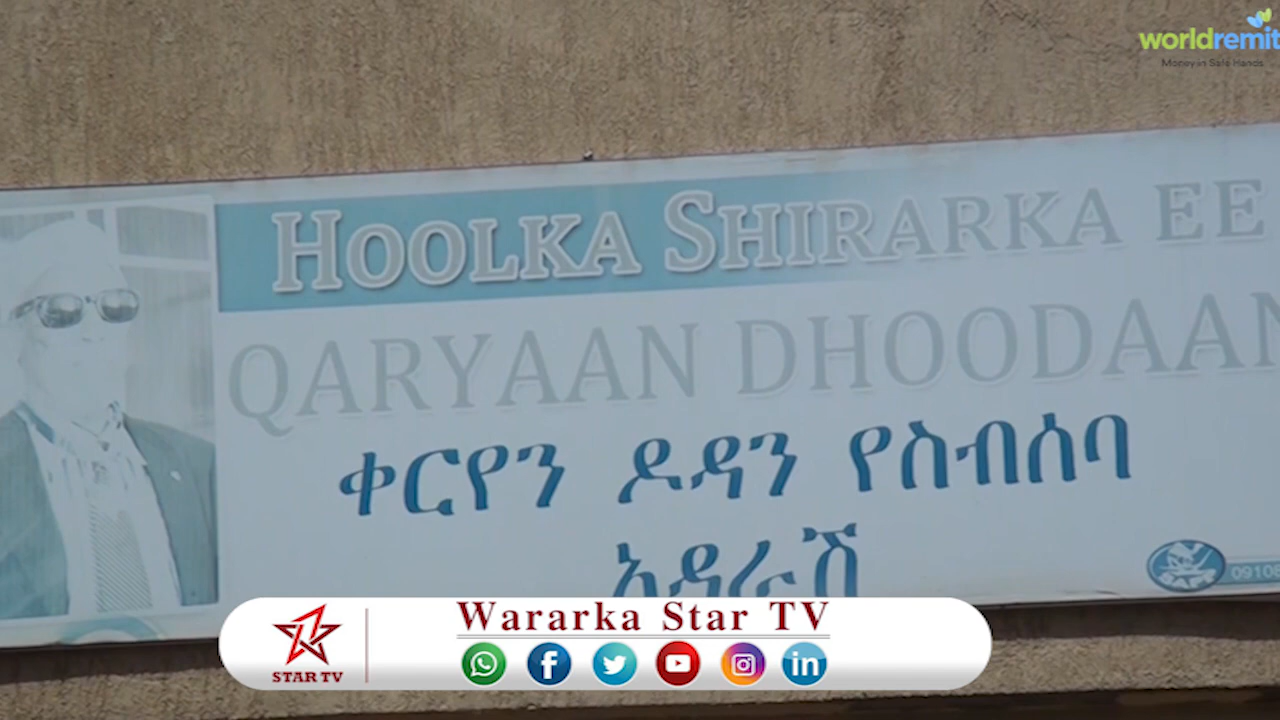 worldremit
Money in Safe Hands
HOOLKA SHIRARKA EE
QARYAAN DHOODAAN
ቀርየን ዶዳን የስብሰባ
አዳራሽ
09108
Wararka Star TV
STAR TV